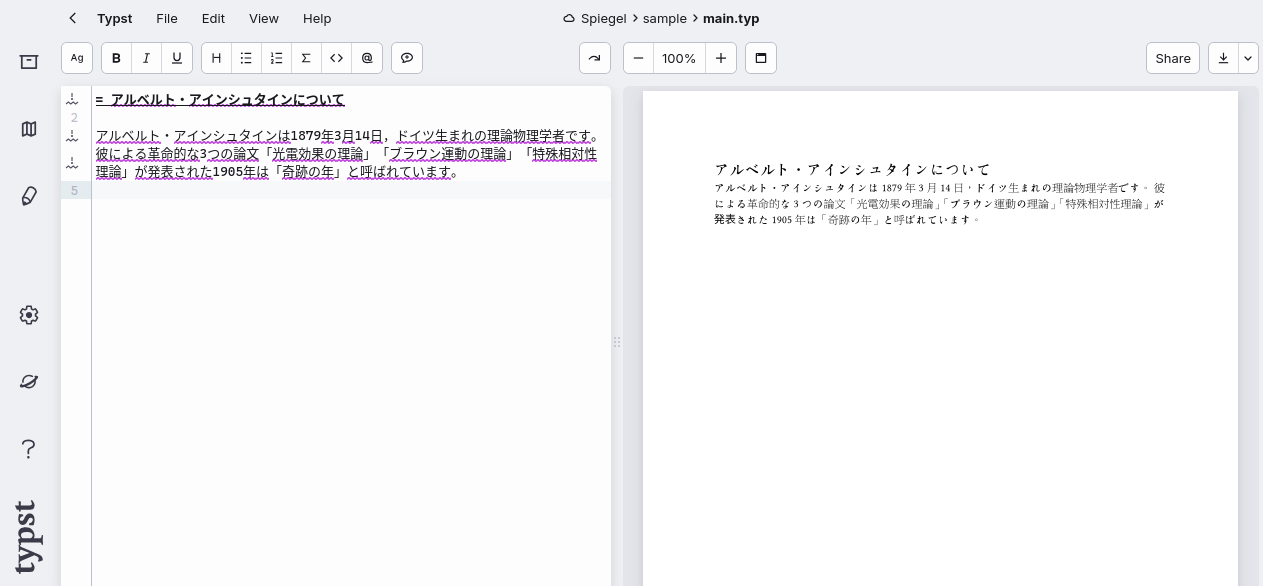 Typst File Edit View Help
Spiegel > sample > main.typ
Ag B I U H Σ <> @ 100% Share
= アルベルト・アインシュタインについて
2
アルベルト・アインシュタインは1879年3月14日，ドイツ生まれの理論物理学者です。
彼による革命的な3つの論文「光電効果の理論」「ブラウン運動の理論」「特殊相対性
理論」が発表された1905年は「奇跡の年」と呼ばれています。
5
アルベルト・アインシュタインについて
アルベルト・アインシュタインは 1879 年 3 月 14 日，ドイツ生まれの理論物理学者です。彼
による革命的な 3 つの論文「光電効果の理論」「ブラウン運動の理論」「特殊相対性理論」が
発表された 1905 年は「奇跡の年」と呼ばれています。
?
typst